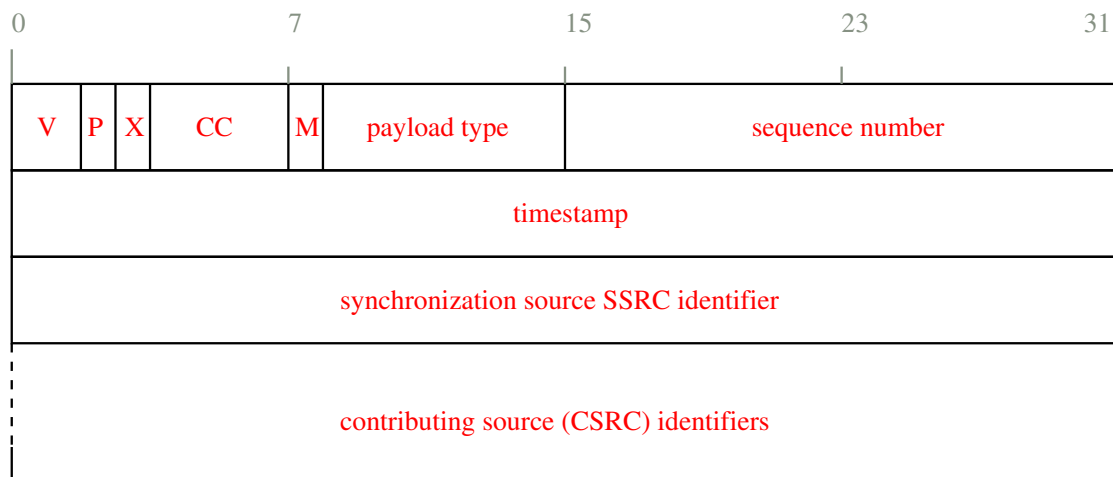 0 7 15 23 31
V P X CC M payload type sequence number
timestamp
synchronization source SSRC identifier
contributing source (CSRC) identifiers